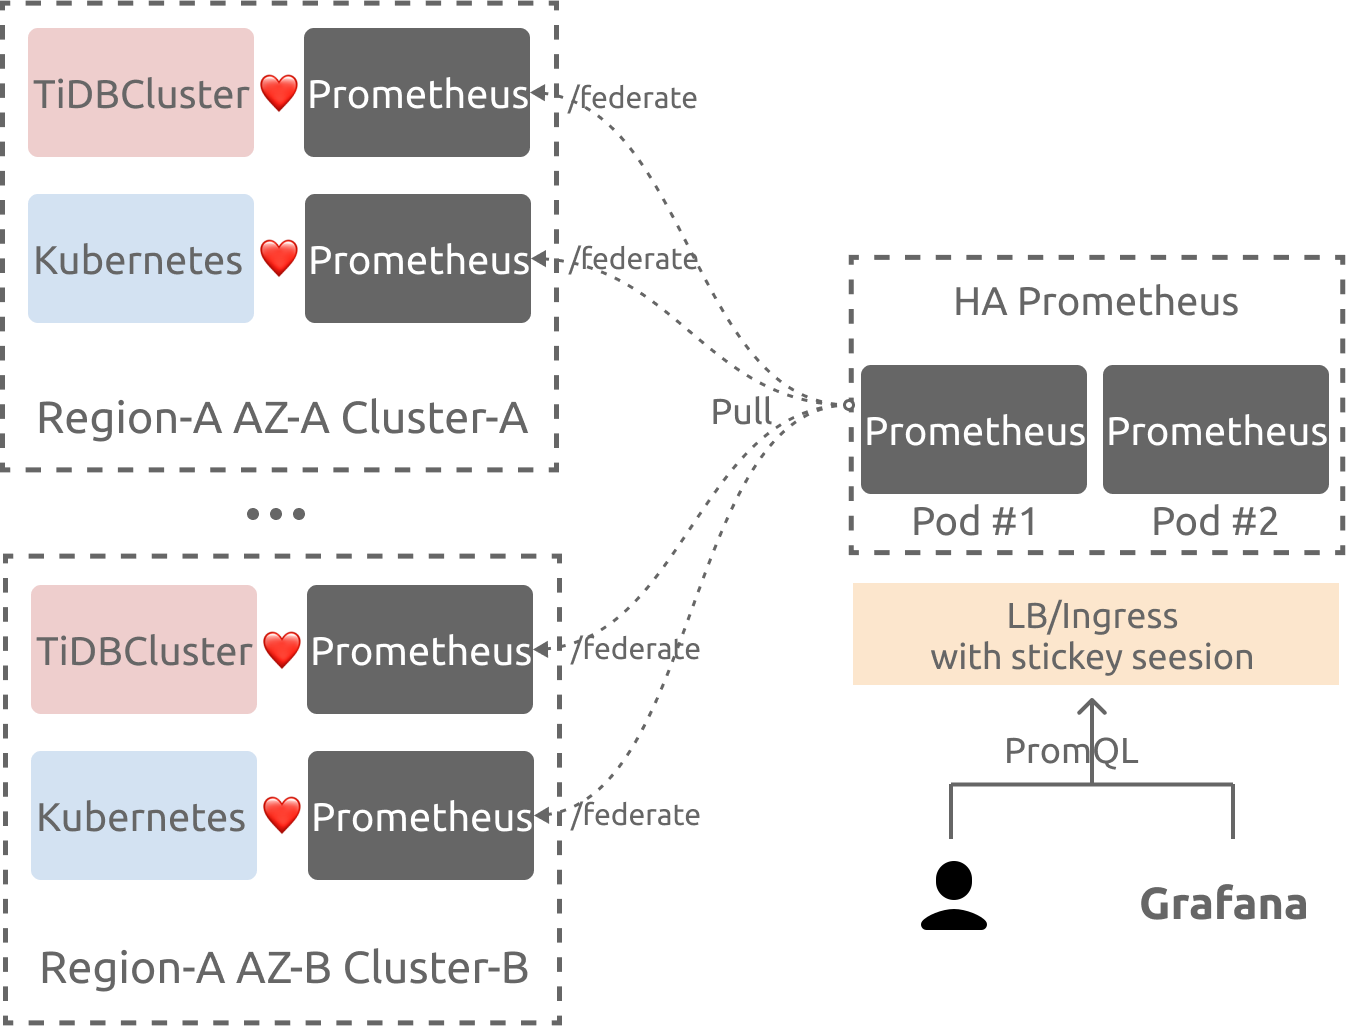 TiDBCluster
Prometheus
/federate
Kubernetes
Prometheus
/federate
Region-A AZ-A Cluster-A
TiDBCluster
Prometheus
/federate
Kubernetes
Prometheus
/federate
Region-A AZ-B Cluster-B
Pull
HA Prometheus
Prometheus
Prometheus
Pod #1
Pod #2
LB/Ingress
with stickey seesion
PromQL
Grafana